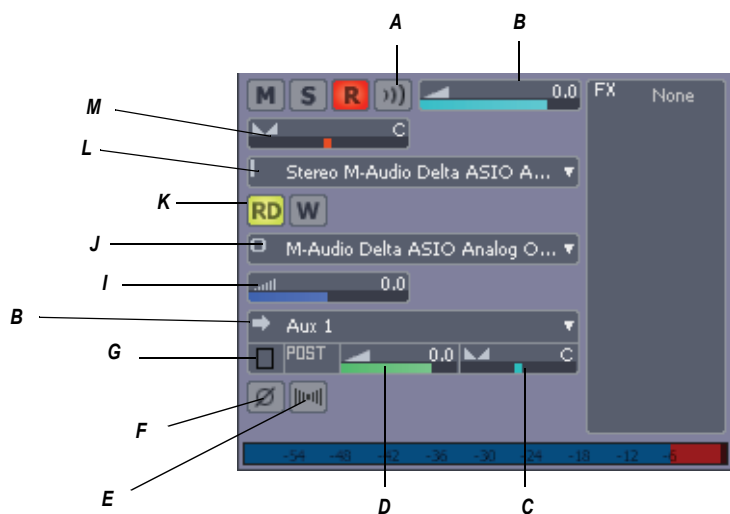 A B
M S R 0.0 FX None
M C
L Stereo M-Audio Delta ASIO A...
K RD W
J M-Audio Delta ASIO Analog O...
I 0.0
B Aux 1
G POST 0.0 C
F Ø
-54 -48 -42 -36 -30 -24 -18 -12 -6
E D C